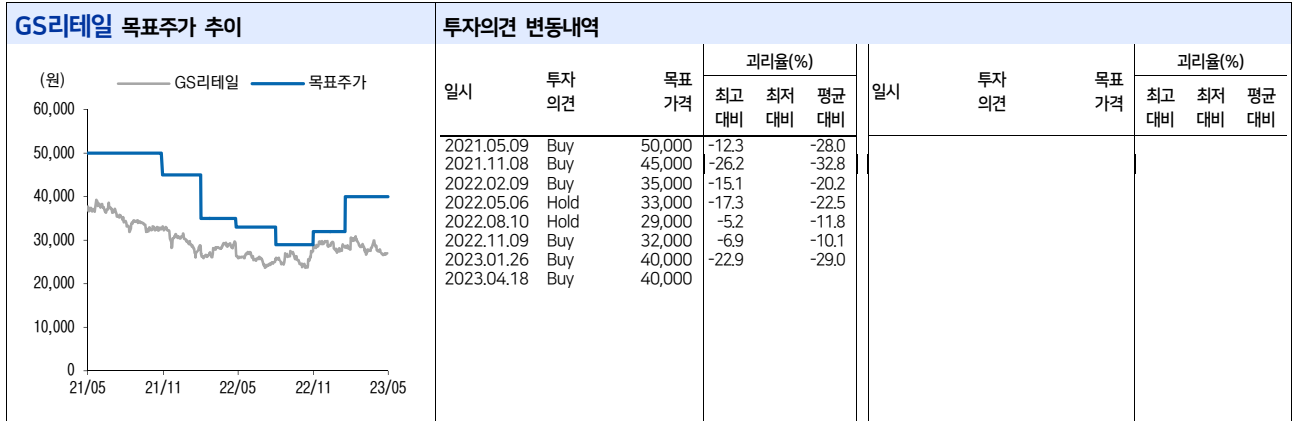 GS리테일 목표주가 추이
(원)
GS리테일
목표주가
60,000
50,000
40,000
30,000
20,000
10,000
0
21/05 21/11 22/05 22/11 23/05
투자의견 변동내역
일시 투자의견 목표가격 괴리율(%)
최고대비 최저대비 평균대비
2021.05.09 Buy 50,000 -12.3 -28.0
2021.11.08 Buy 45,000 -26.2 -32.8
2022.02.09 Buy 35,000 -15.1 -20.2
2022.05.06 Hold 33,000 -17.3 -22.5
2022.08.10 Hold 29,000 -5.2 -11.8
2022.11.09 Buy 32,000 -6.9 -10.1
2023.01.26 Buy 40,000 -22.9 -29.0
2023.04.18 Buy 40,000
일시 투자의견 목표가격 괴리율(%)
최고대비 최저대비 평균대비